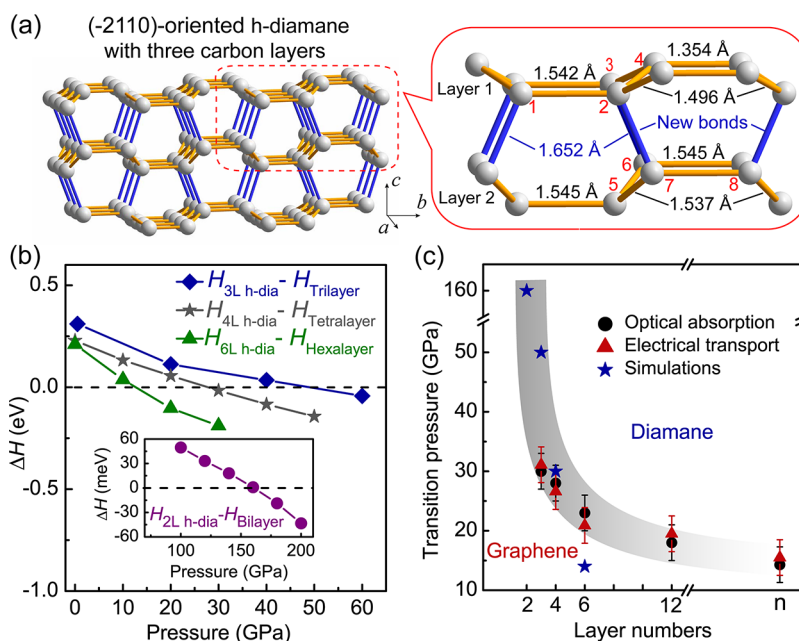 (a)
(-2110)-oriented h-diamane
with three carbon layers
c
b
a
Layer 1
1.542 Å
3
4
1.354 Å
1
2
1.496 Å
New bonds
1.652 Å
1.545 Å
6
7
8
Layer 2
1.545 Å
5
1.537 Å
(b)
0.5
0.0
-0.5
-1.0
ΔH (eV)
H3L h-dia - HTrilayer
H4L h-dia - HTetralayer
H6L h-dia - HHexalayer
60
30
0
-30
-60
ΔH (meV)
H2L h-dia-HBilayer
100 150 200
Pressure (GPa)
0 10 20 30 40 50 60
Pressure (GPa)
(c)
160
50
40
30
20
10
Transition pressure (GPa)
Optical absorption
Electrical transport
Simulations
Diamane
Graphene
2 4 6 12 n
Layer numbers